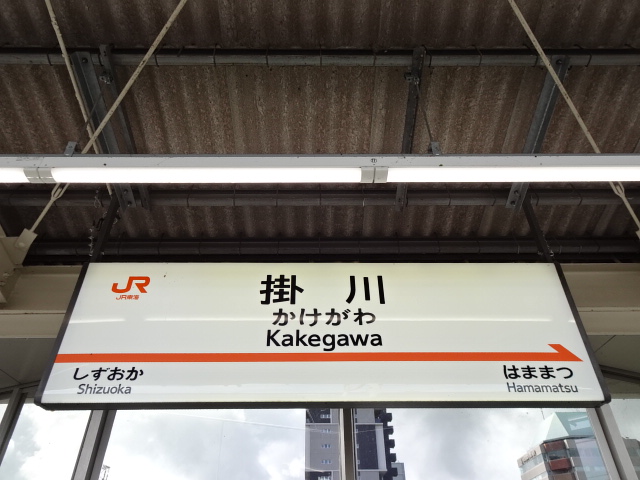 JR
JR東海
掛川
かけがわ
Kakegawa
しずおか
Shizuoka
はままつ
Hamamatsu